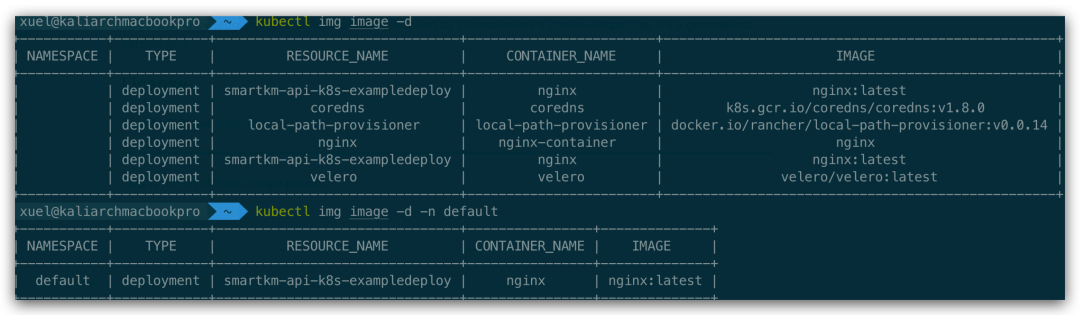 xuel@kaliarchmacbookpro ~ kubectl img image -d
| NAMESPACE | TYPE | RESOURCE_NAME | CONTAINER_NAME | IMAGE |
| | deployment | smartkm-api-k8s-exampledeploy | nginx | nginx:latest |
| | deployment | coredns | coredns | k8s.gcr.io/coredns/coredns:v1.8.0 |
| | deployment | local-path-provisioner | local-path-provisioner | docker.io/rancher/local-path-provisioner:v0.0.14 |
| | deployment | nginx | nginx-container | nginx |
| | deployment | smartkm-api-k8s-exampledeploy | nginx | nginx:latest |
| | deployment | velero | velero | velero/velero:latest |
xuel@kaliarchmacbookpro ~ kubectl img image -d -n default
| NAMESPACE | TYPE | RESOURCE_NAME | CONTAINER_NAME | IMAGE |
| default | deployment | smartkm-api-k8s-exampledeploy | nginx | nginx:latest |